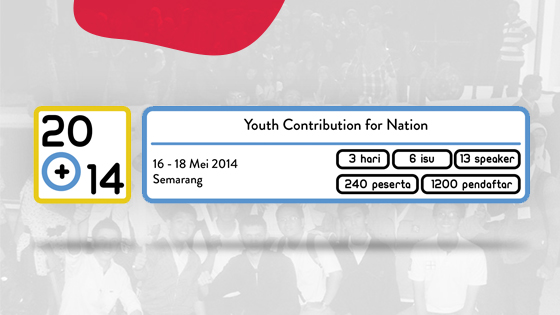 20
+
14
Youth Contribution for Nation
16 - 18 Mei 2014
Semarang
3 hari
6 isu
13 speaker
240 peserta
1200 pendaftar